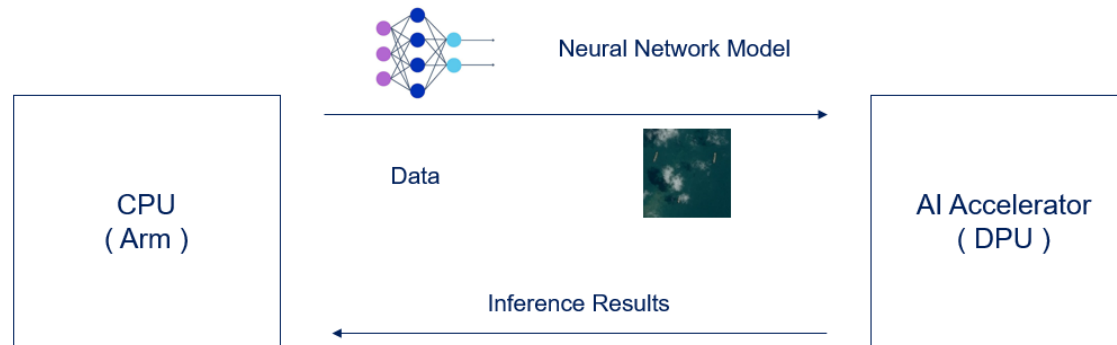 Neural Network Model
Data
CPU
( Arm )
AI Accelerator
( DPU )
Inference Results